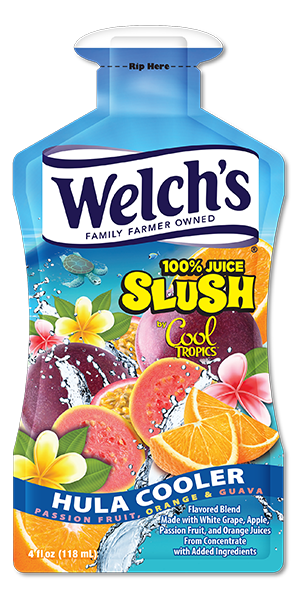 Rip Here
Welch's
FAMILY FARMER OWNED
®
100% JUICE
SLUSH
BY Cool
TROPICS
HULA COOLER
PASSION FRUIT, ORANGE & GUAVA
Flavored Blend
Made with White Grape, Apple,
Passion Fruit, and Orange Juices
From Concentrate
with Added Ingredients
4 fl oz (118 mL)